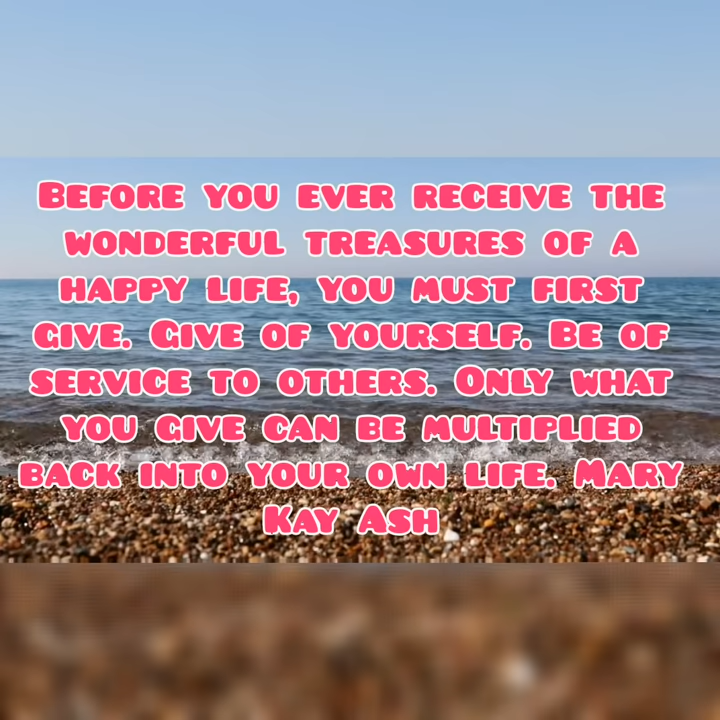 Before you ever receive the
wonderful treasures of a
happy life, you must first
give. Give of yourself. Be of
service to others. Only what
you give can be multiplied
back into your own life. Mary
Kay Ash